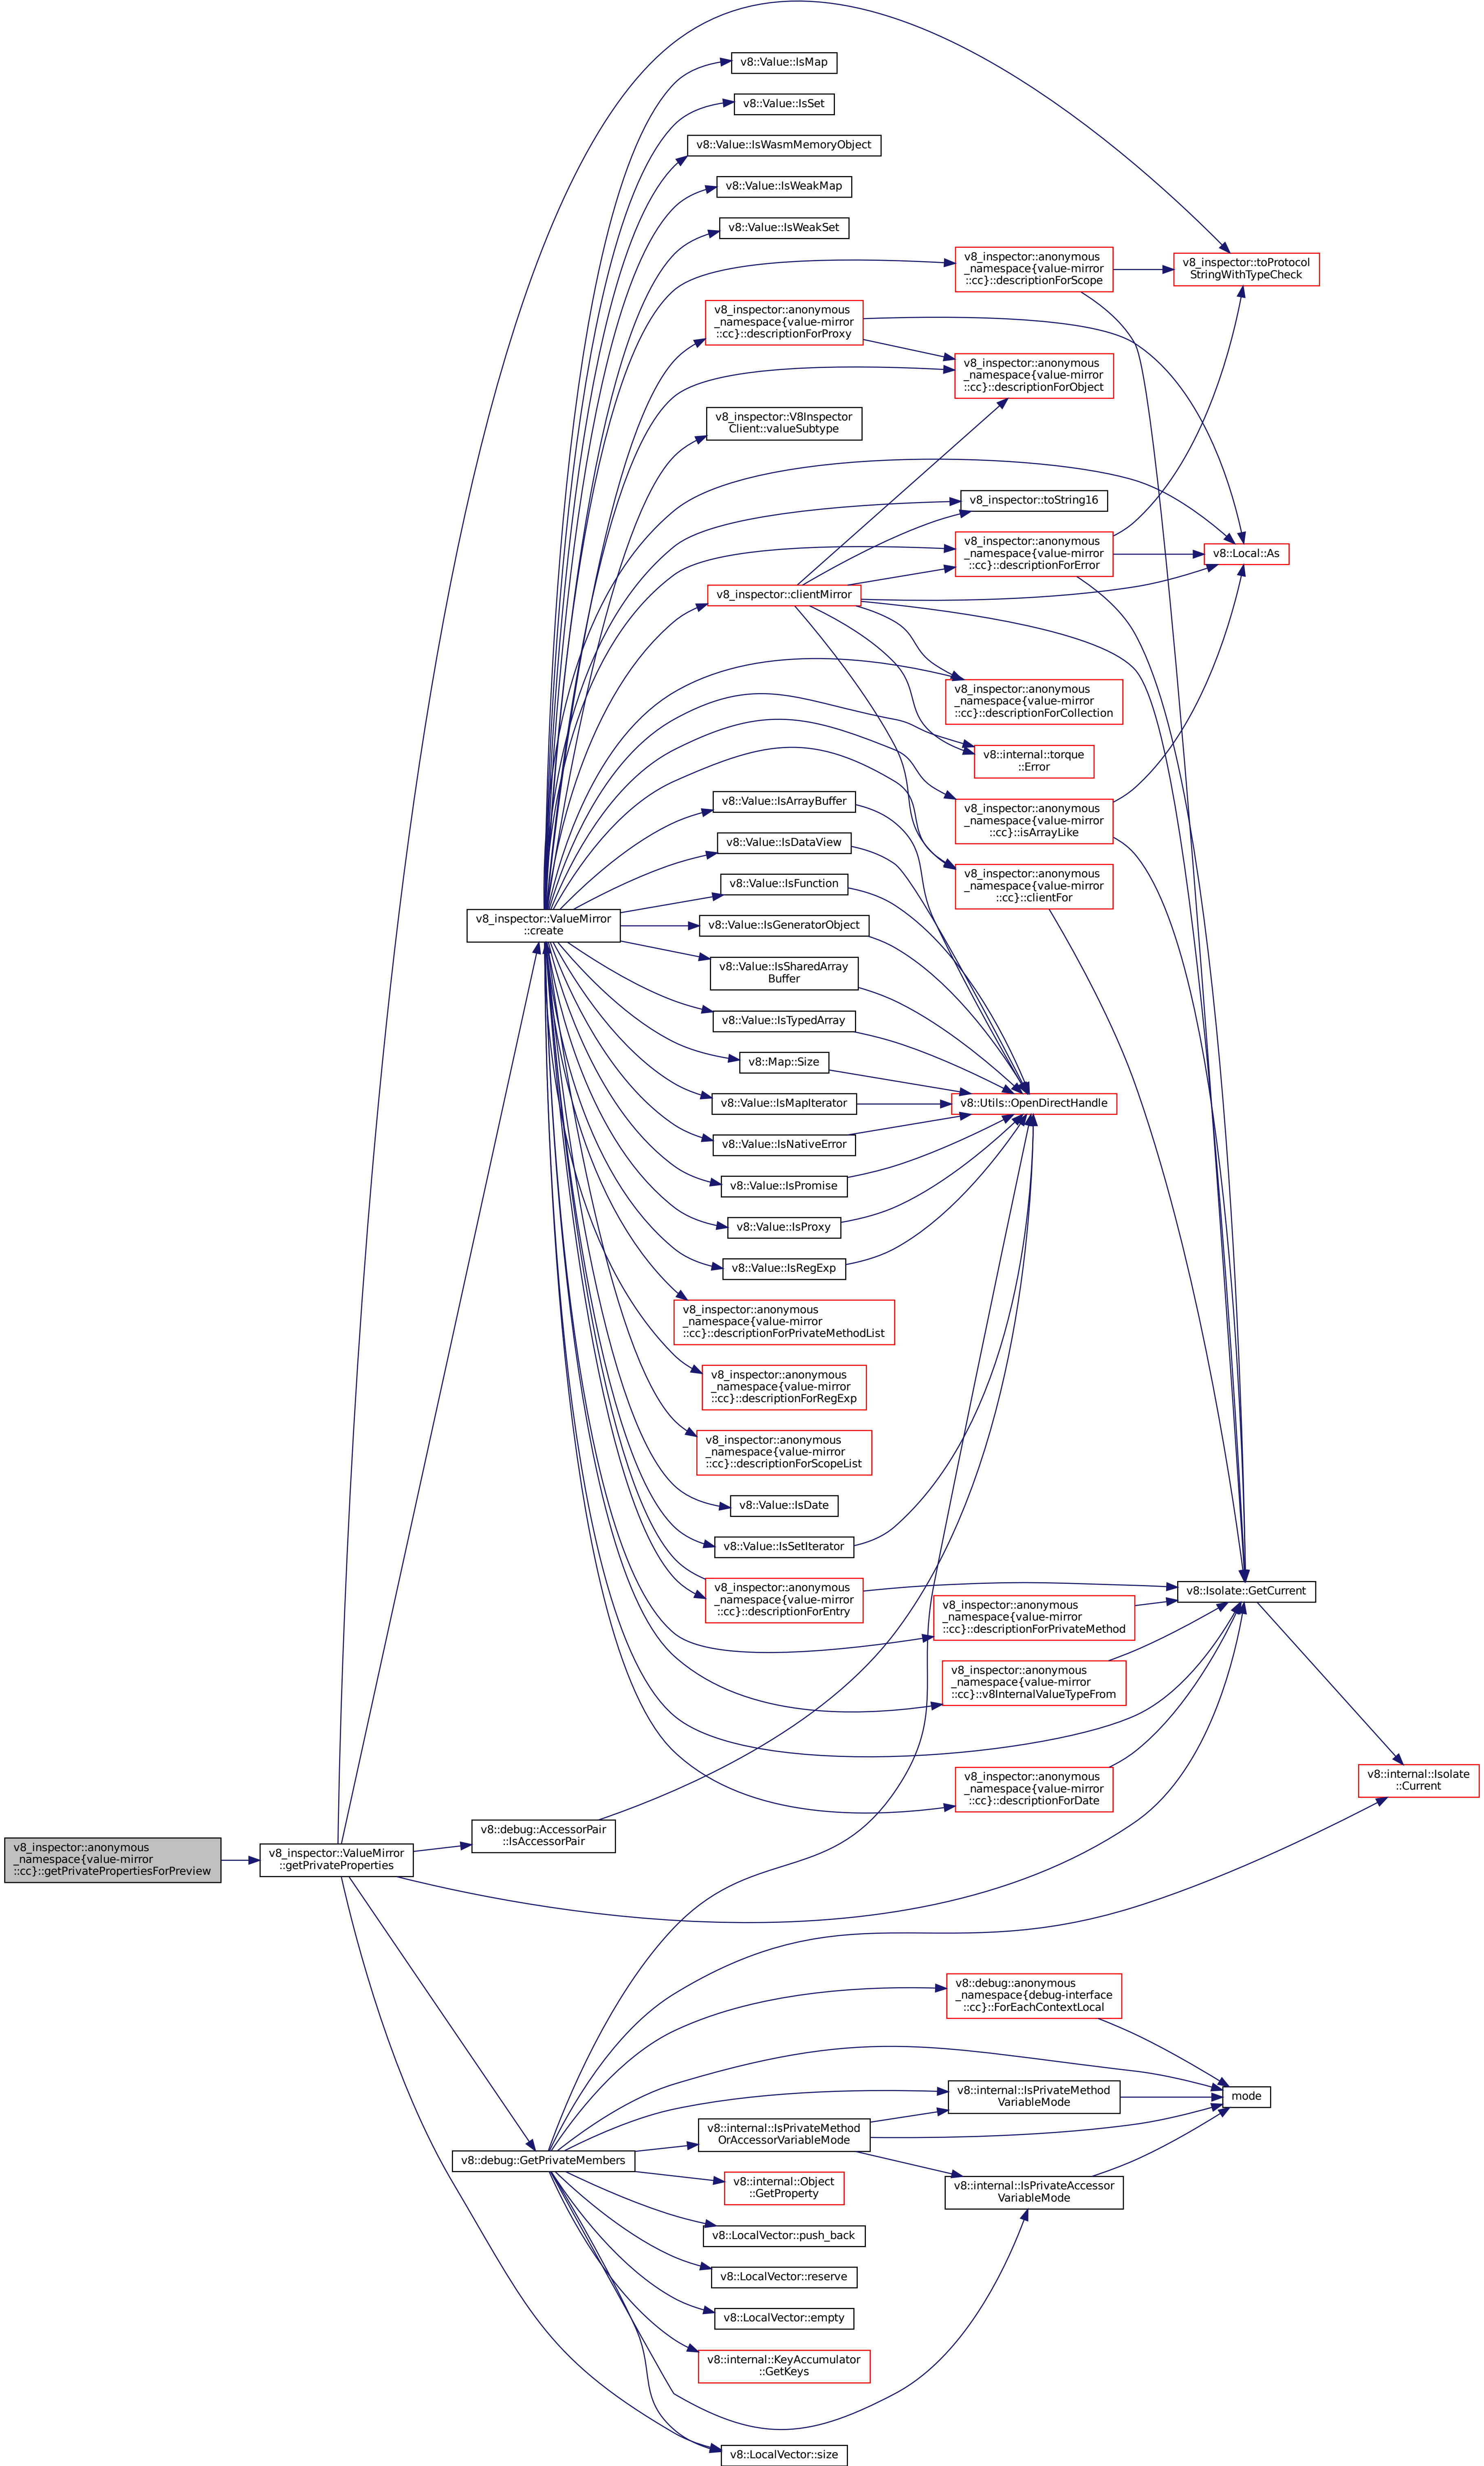 v8::Value::IsMap
v8::Value::IsSet
v8::Value::IsWasmMemoryObject
v8::Value::IsWeakMap
v8::Value::IsWeakSet
v8_inspector::anonymous
_namespace{value-mirror
::cc}::descriptionForScope
v8_inspector::toProtocol
StringWithTypeCheck
v8_inspector::anonymous
_namespace{value-mirror
::cc}::descriptionForProxy
v8_inspector::anonymous
_namespace{value-mirror
::cc}::descriptionForObject
v8_inspector::V8Inspector
Client::valueSubtype
v8_inspector::toString16
v8_inspector::anonymous
_namespace{value-mirror
::cc}::descriptionForError
v8::Local::As
v8_inspector::clientMirror
v8_inspector::anonymous
_namespace{value-mirror
::cc}::descriptionForCollection
v8::internal::torque
::Error
v8::Value::IsArrayBuffer
v8_inspector::anonymous
_namespace{value-mirror
::cc}::isArrayLike
v8::Value::IsDataView
v8::Value::IsFunction
v8_inspector::anonymous
_namespace{value-mirror
::cc}::clientFor
v8_inspector::ValueMirror
::create
v8::Value::IsGeneratorObject
v8::Value::IsSharedArray
Buffer
v8::Value::IsTypedArray
v8::Map::Size
v8::Value::IsMapIterator
v8::Utils::OpenDirectHandle
v8::Value::IsNativeError
v8::Value::IsPromise
v8::Value::IsProxy
v8::Value::IsRegExp
v8_inspector::anonymous
_namespace{value-mirror
::cc}::descriptionForPrivateMethodList
v8_inspector::anonymous
_namespace{value-mirror
::cc}::descriptionForRegExp
v8_inspector::anonymous
_namespace{value-mirror
::cc}::descriptionForScopeList
v8::Value::IsDate
v8::Value::IsSetIterator
v8_inspector::anonymous
_namespace{value-mirror
::cc}::descriptionForEntry
v8::Isolate::GetCurrent
v8_inspector::anonymous
_namespace{value-mirror
::cc}::descriptionForPrivateMethod
v8_inspector::anonymous
_namespace{value-mirror
::cc}::v8InternalValueTypeFrom
v8::internal::Isolate
::Current
v8_inspector::anonymous
_namespace{value-mirror
::cc}::descriptionForDate
v8::debug::AccessorPair
::IsAccessorPair
v8_inspector::anonymous
_namespace{value-mirror
::cc}::getPrivatePropertiesForPreview
v8_inspector::ValueMirror
::getPrivateProperties
v8::debug::anonymous
_namespace{debug-interface
::cc}::ForEachContextLocal
v8::internal::IsPrivateMethod
VariableMode
mode
v8::internal::IsPrivateMethod
OrAccessorVariableMode
v8::debug::GetPrivateMembers
v8::internal::Object
::GetProperty
v8::internal::IsPrivateAccessor
VariableMode
v8::LocalVector::push_back
v8::LocalVector::reserve
v8::LocalVector::empty
v8::internal::KeyAccumulator
::GetKeys
v8::LocalVector::size